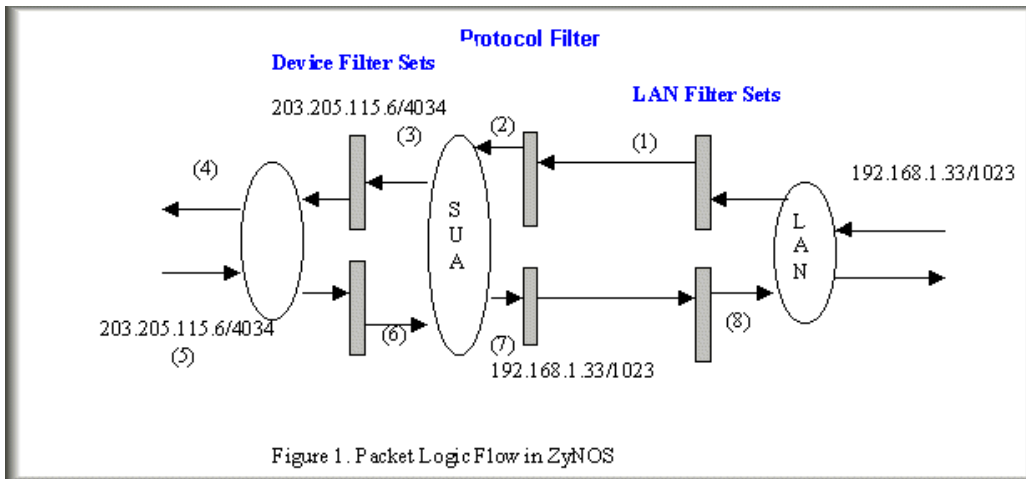 Protocol Filter
Device Filter Sets
LAN Filter Sets
203.205.115.6/4034
(3)
(2)
(1)
(4)
192.168.1.33/1023
S
U
A
L
A
N
203.205.115.6/4034
(5)
(6)
(7)
(8)
192.168.1.33/1023
Figure 1. Packet Logic Flow in ZyNOS